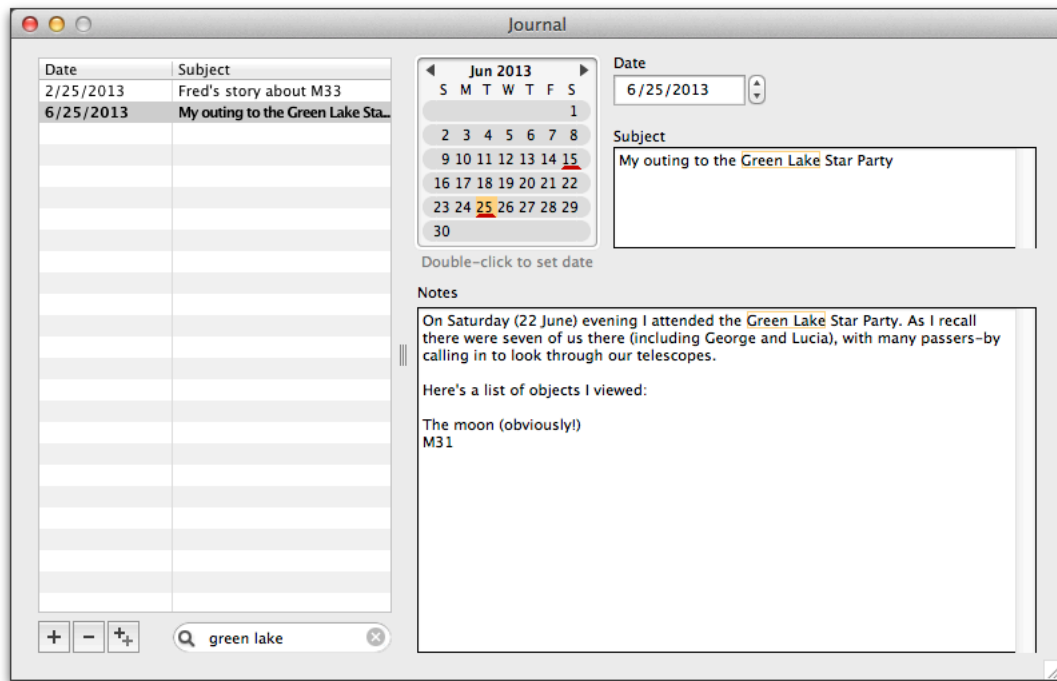 Journal
Date Subject
2/25/2013 Fred's story about M33
6/25/2013 My outing to the Green Lake Sta...
+ - ++
green lake
Jun 2013
S M T W T F S
1
2 3 4 5 6 7 8
9 10 11 12 13 14 15
16 17 18 19 20 21 22
23 24 25 26 27 28 29
30
Double-click to set date
Date
6/25/2013
Subject
My outing to the Green Lake Star Party
Notes
On Saturday (22 June) evening I attended the Green Lake Star Party. As I recall
there were seven of us there (including George and Lucia), with many passers-by
calling in to look through our telescopes.
Here's a list of objects I viewed:
The moon (obviously!)
M31